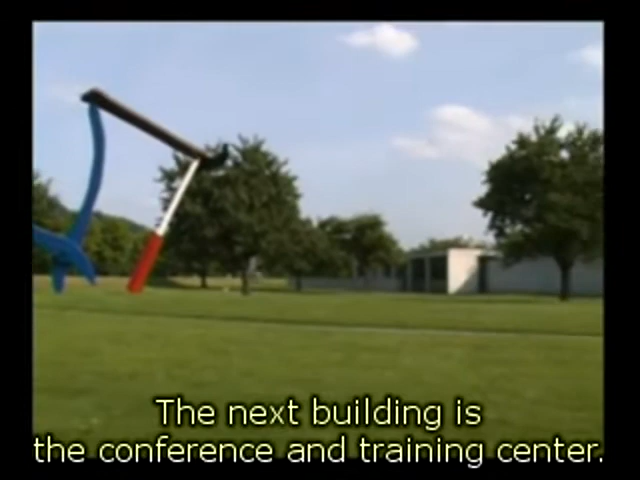 The next building is
the conference and training center.